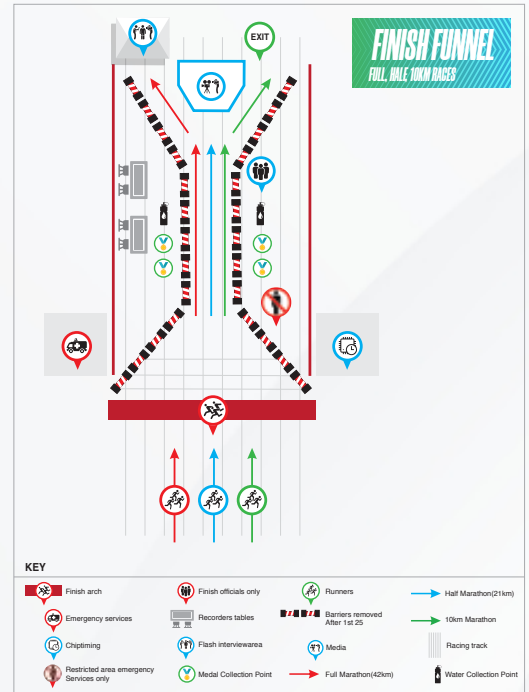 EXIT
FINISH FUNNEL
FULL, HALF 10KM RACES
KEY
Finish arch
Finish officials only
Runners
Half Marathon(21km)
Emergency services
Recorders tables
Barriers removed
After 1st 25
10km Marathon
Chiptiming
Flash interviewarea
Media
Racing track
Restricted area emergency
Services only
Medal Collection Point
Full Marathon(42km)
Water Collection Point